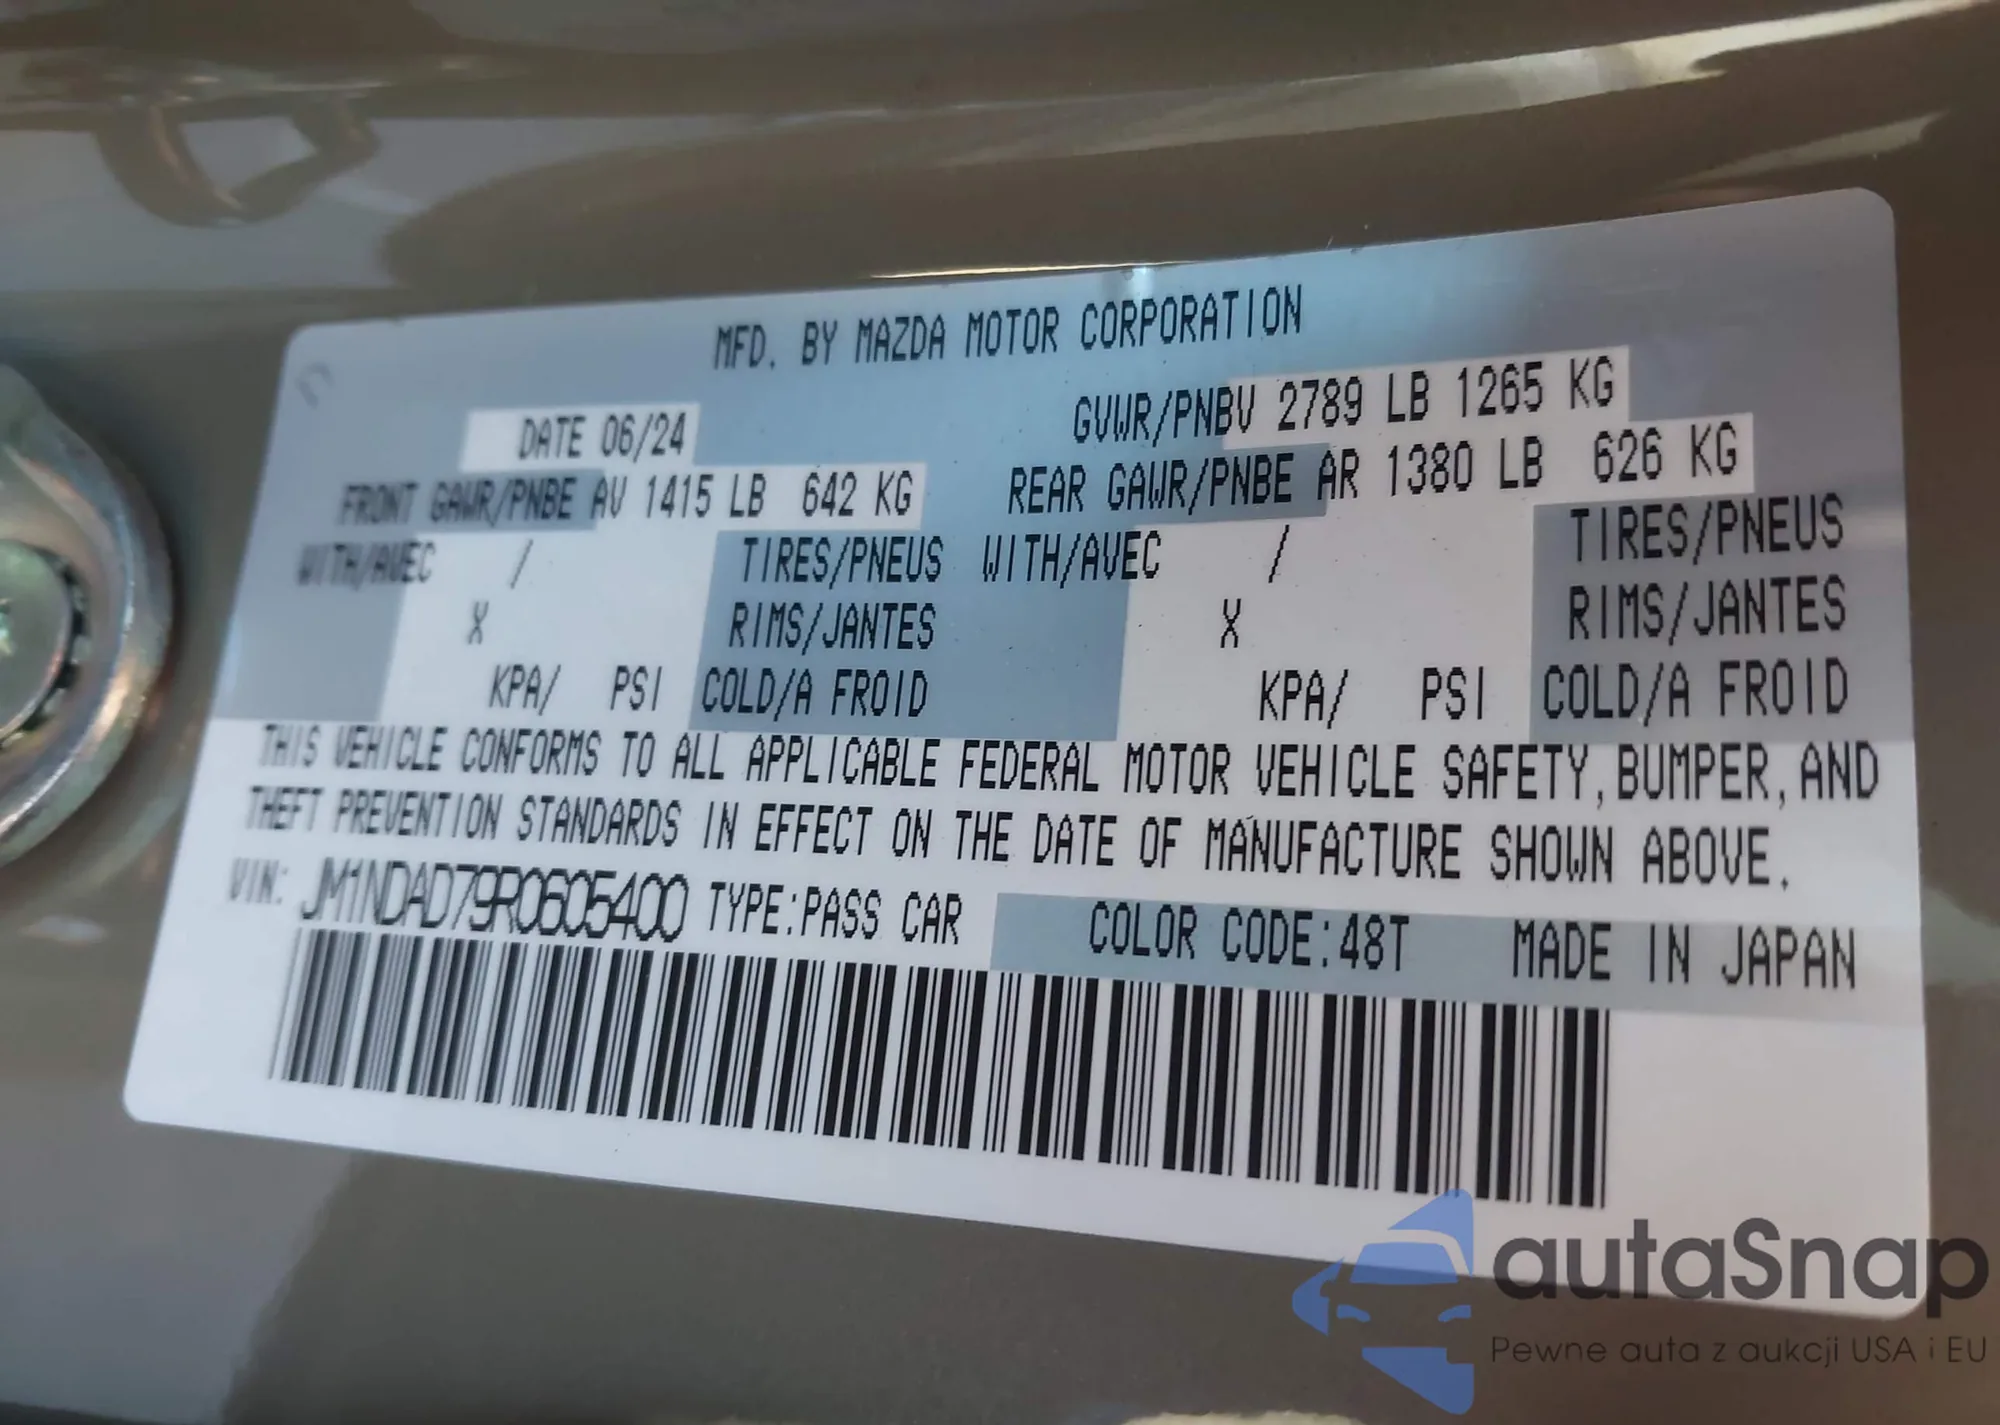 MFD. BY MAZDA MOTOR CORPORATION
DATE 06/24 GVWR/PNBV 2789 LB 1265 KG
FRONT GAWR/PNBE AV 1415 LB 642 KG REAR GAWR/PNBE AR 1380 LB 626 KG
WITH/AVEC / TIRES/PNEUS WITH/AVEC / TIRES/PNEUS
X RIMS/JANTES X RIMS/JANTES
KPA/ PSI COLD/A FROID KPA/ PSI COLD/A FROID
THIS VEHICLE CONFORMS TO ALL APPLICABLE FEDERAL MOTOR VEHICLE SAFETY, BUMPER, AND
THEFT PREVENTION STANDARDS IN EFFECT ON THE DATE OF MANUFACTURE SHOWN ABOVE.
VIN: JM1NDAD79R0605400 TYPE:PASS CAR COLOR CODE:48T MADE IN JAPAN
autaSnap
Pewne auta z aukcji USA i EU